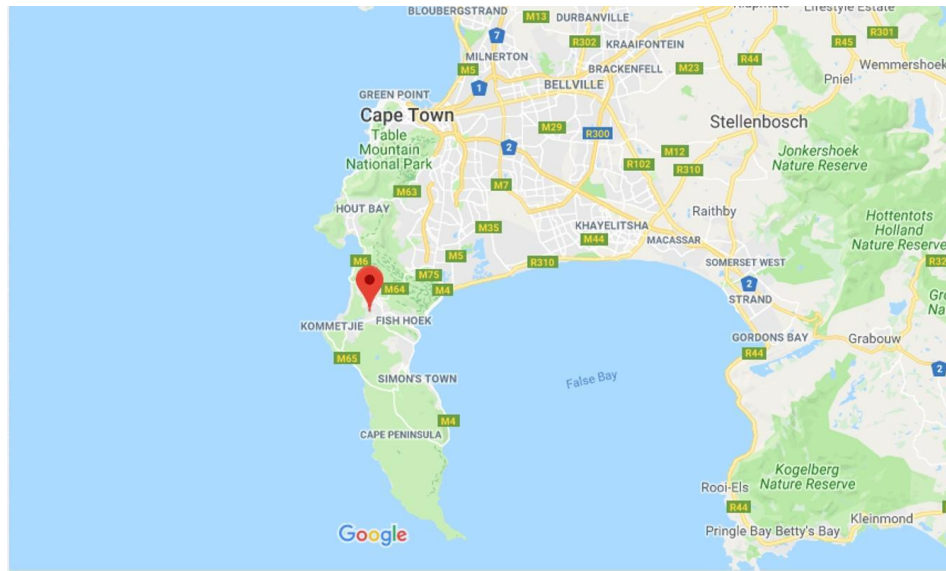 BLOUBERGSTRAND
M13
DURBANVILLE
Lifestyle Estate
R301
7
R302
KRAAIFONTEIN
R45
MILNERTON
R44
Wemmershoek
M5
BRACKENFELL
M23
Pniel
1
BELLVILLE
GREEN POINT
Cape Town
M29
R300
Stellenbosch
Table
Mountain
National Park
2
M12
Jonkershoek
Nature Reserve
R102
R310
M63
M7
HOUT BAY
Raithby
Hottentots
Holland
Nature Reserve
M35
KHAYELITSHA
M44
MACASSAR
M6
M5
R310
SOMERSET WEST
M75
M64
M4
2
STRAND
KOMMETJIE
FISH HOEK
GORDONS BAY
Grabouw
M65
R44
2
SIMON'S TOWN
False Bay
M4
CAPE PENINSULA
Kogelberg
Nature Reserve
Rooi-Els
R44
Google
Pringle Bay
Betty's Bay
Kleinmond